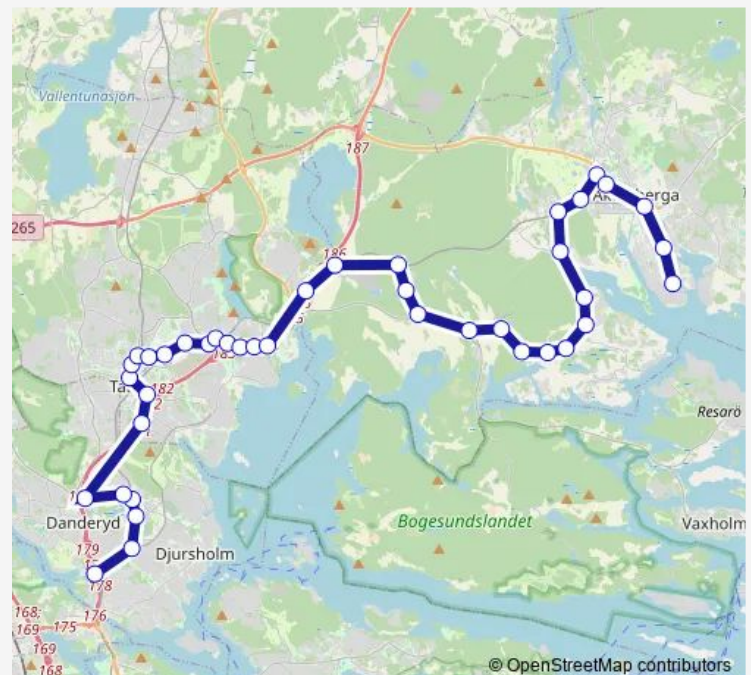 Vallentunasjön
187
265
Åkersberga
186
183
182
Resarö
Danderyd
Bogesundslandet
Vaxholm
179
Djursholm
178
168;
169
175
176
169
168
© OpenStreetMap contributors